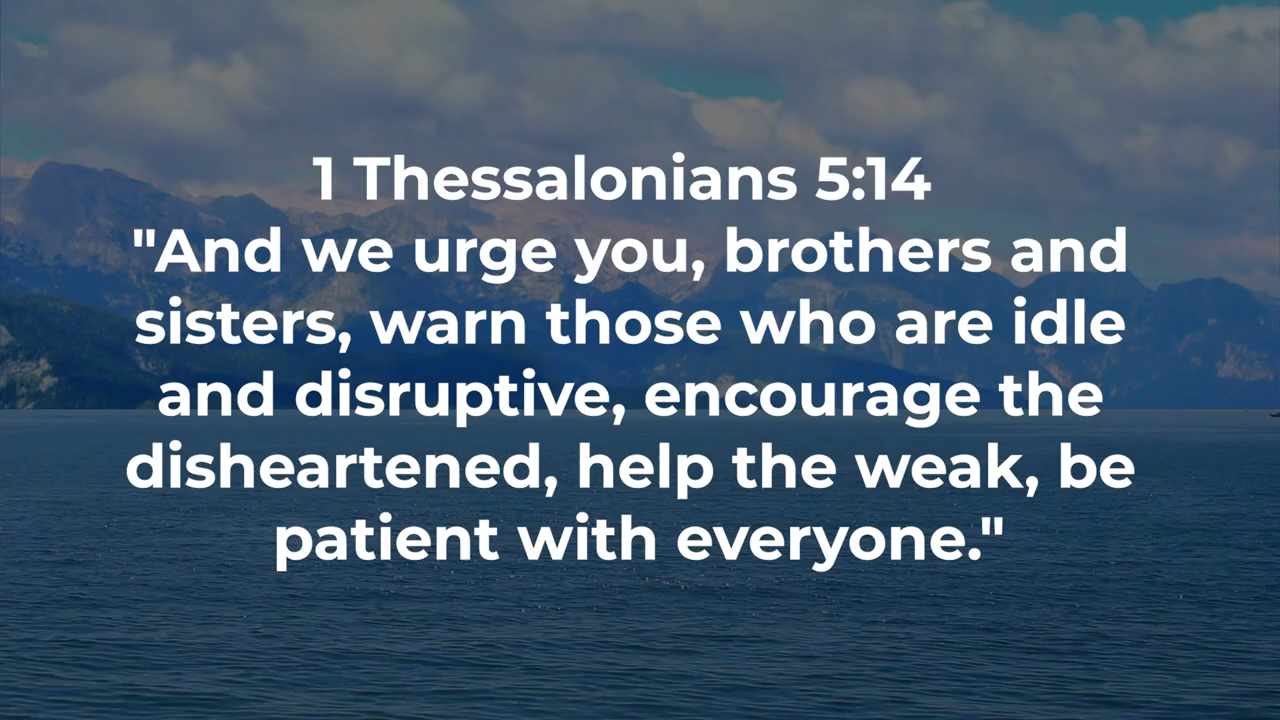 1 Thessalonians 5:14
"And we urge you, brothers and
sisters, warn those who are idle
and disruptive, encourage the
disheartened, help the weak, be
patient with everyone."